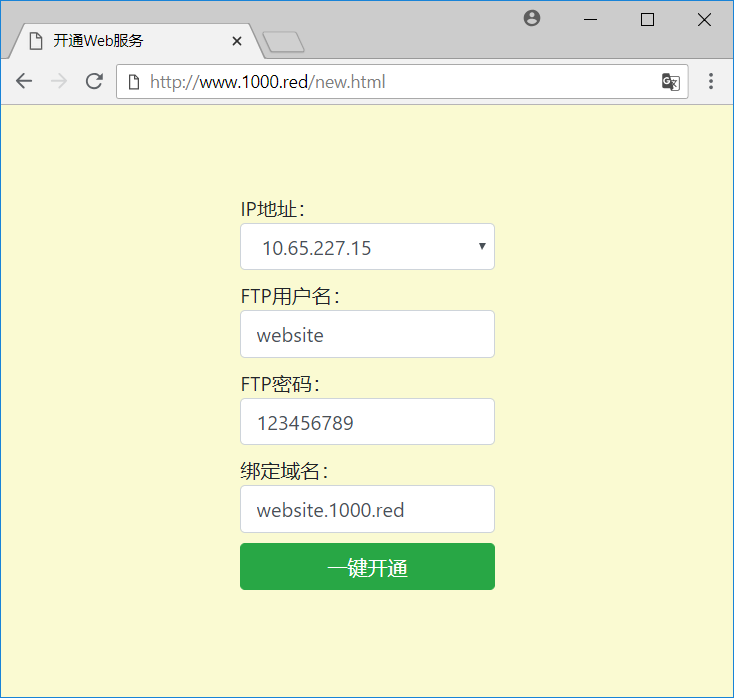 开通Web服务
http://www.1000.red/new.html
IP地址：
10.65.227.15
FTP用户名：
website
FTP密码：
123456789
绑定域名：
website.1000.red
一键开通